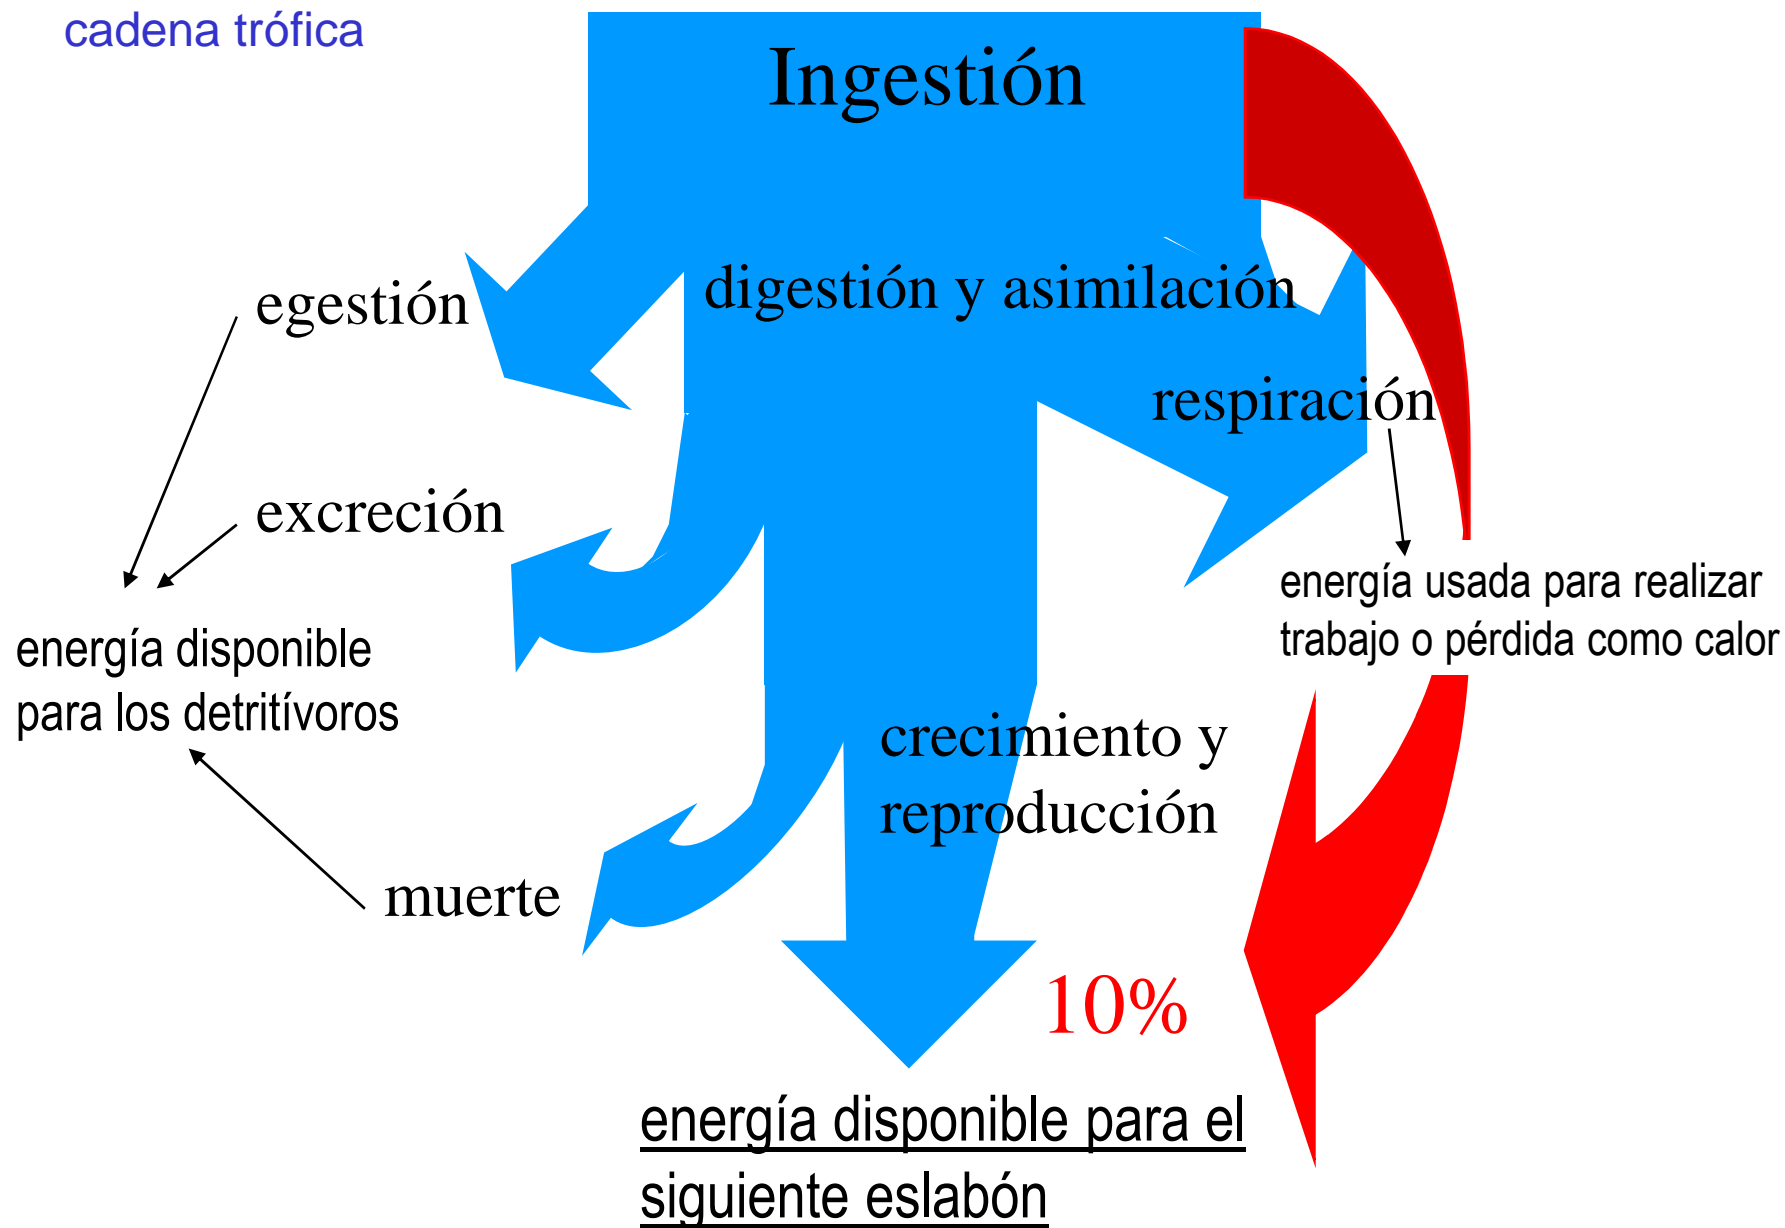 cadena trófica
Ingestión
egestión
digestión y asimilación
respiración
excreción
energía usada para realizar
trabajo o pérdida como calor
energía disponible
para los detritívoros
crecimiento y
reproducción
muerte
10%
energía disponible para el
siguiente eslabón